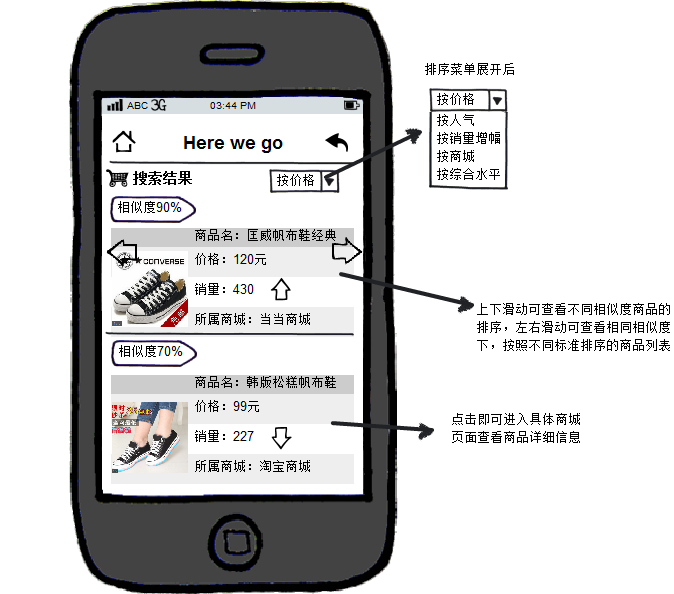 ABC 3G 03:44 PM
Here we go
搜索结果
按价格
相似度90%
商品名：匡威帆布鞋经典
CONVERSE
价格：120元
销量：430
所属商城：当当商城
相似度70%
商品名：韩版松糕帆布鞋
价格：99元
销量：227
所属商城：淘宝商城
排序菜单展开后
按价格
按人气
按销量增幅
按商城
按综合水平
上下滑动可查看不同相似度商品的
排序，左右滑动可查看相同相似度
下，按照不同标准排序的商品列表
点击即可进入具体商城
页面查看商品详细信息